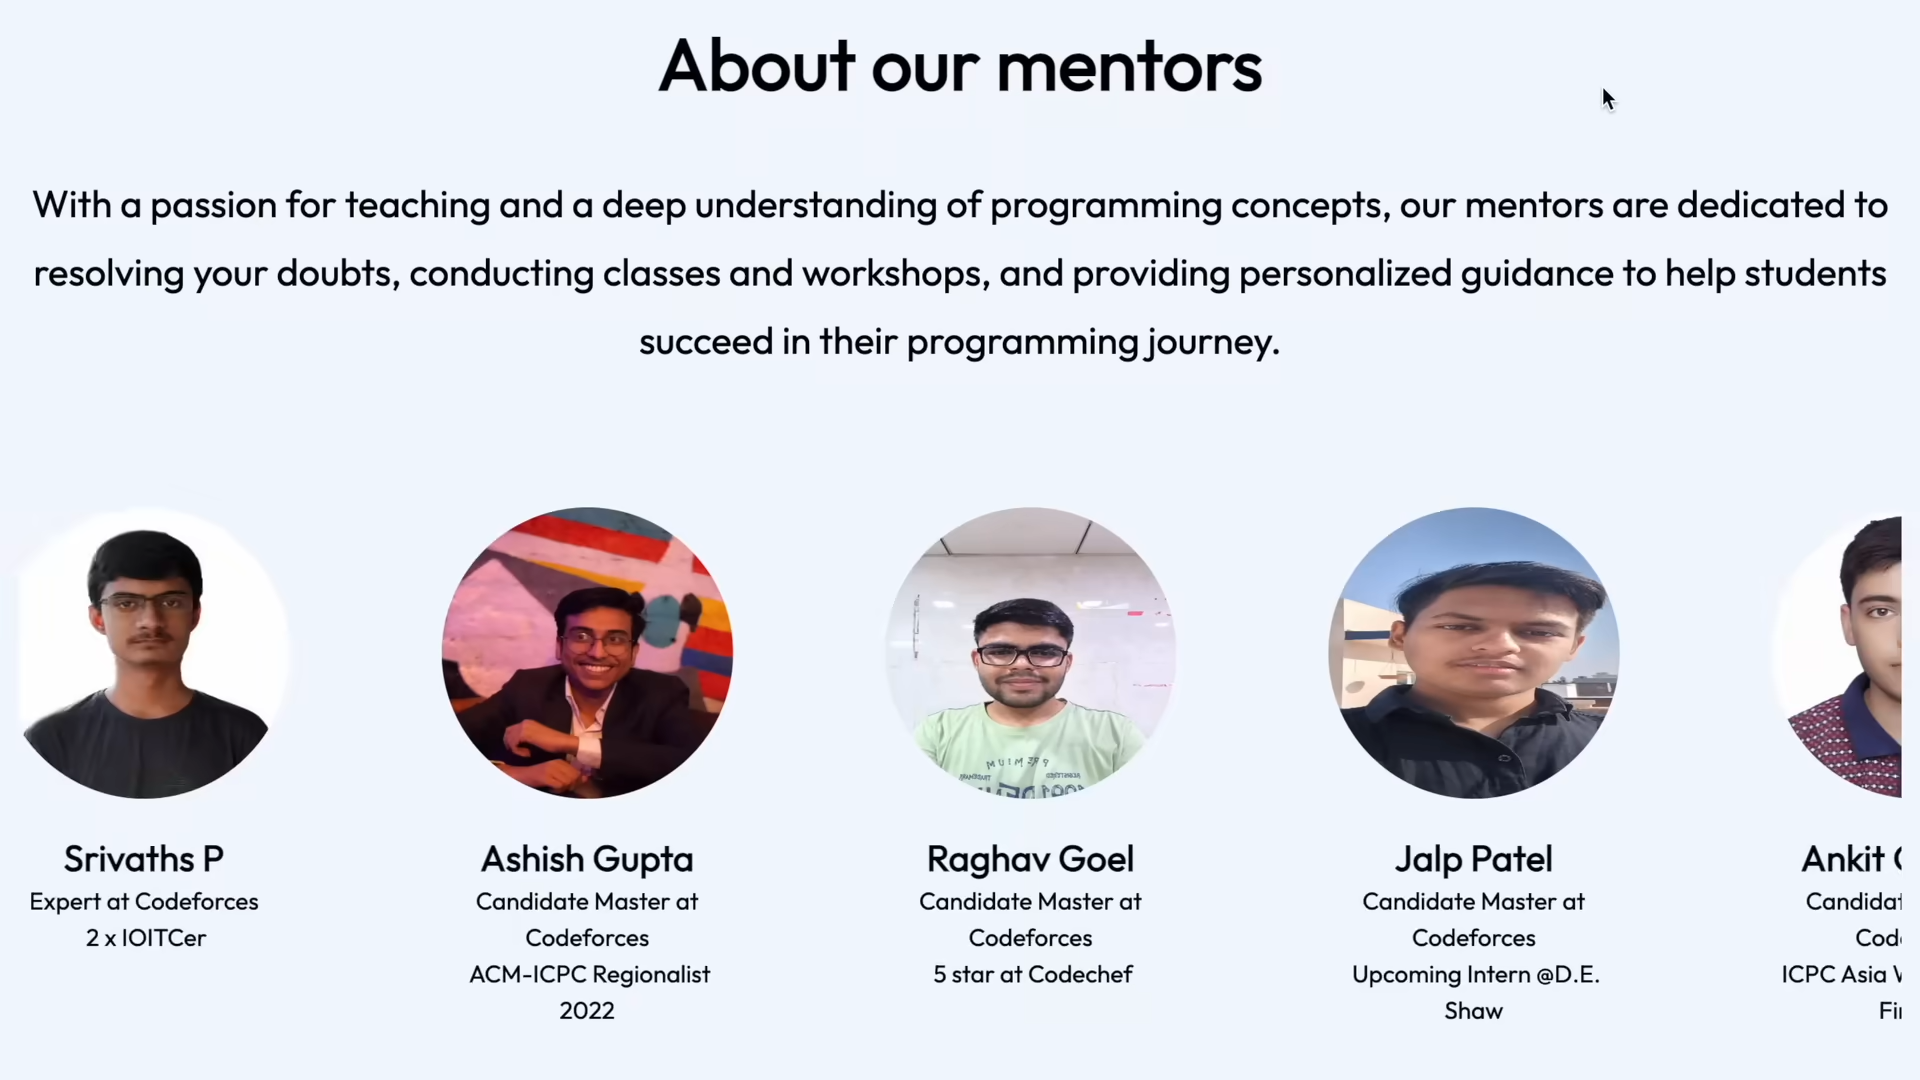 About our mentors
With a passion for teaching and a deep understanding of programming concepts, our mentors are dedicated to
resolving your doubts, conducting classes and workshops, and providing personalized guidance to help students
succeed in their programming journey.
Srivaths P
Expert at Codeforces
2 x IOITCer
Ashish Gupta
Candidate Master at
Codeforces
ACM-ICPC Regionalist
2022
Raghav Goel
Candidate Master at
Codeforces
5 star at Codechef
Jalp Patel
Candidate Master at
Codeforces
Upcoming Intern @D.E.
Shaw
Ankit
ICPC Asia